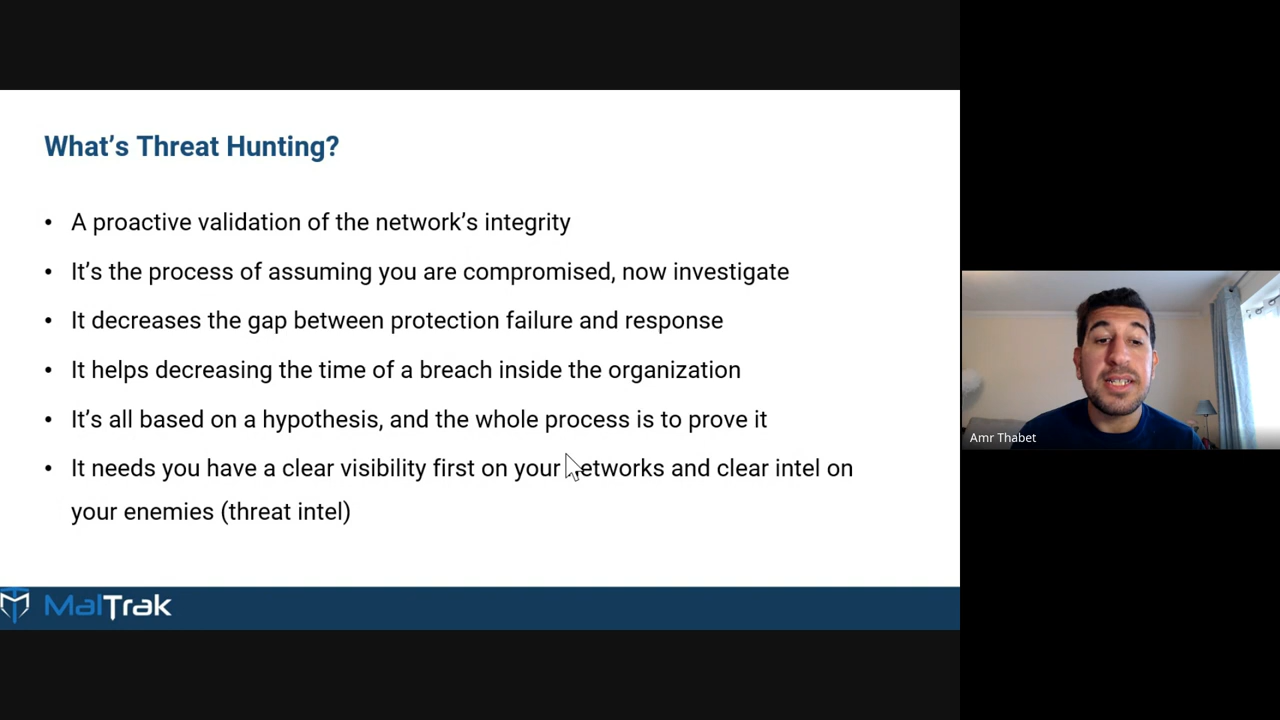 What's Threat Hunting?
• A proactive validation of the network's integrity
• It's the process of assuming you are compromised, now investigate
• It decreases the gap between protection failure and response
• It helps decreasing the time of a breach inside the organization
• It's all based on a hypothesis, and the whole process is to prove it
• It needs you have a clear visibility first on your networks and clear intel on
your enemies (threat intel)
MalTrak
Amr Thabet